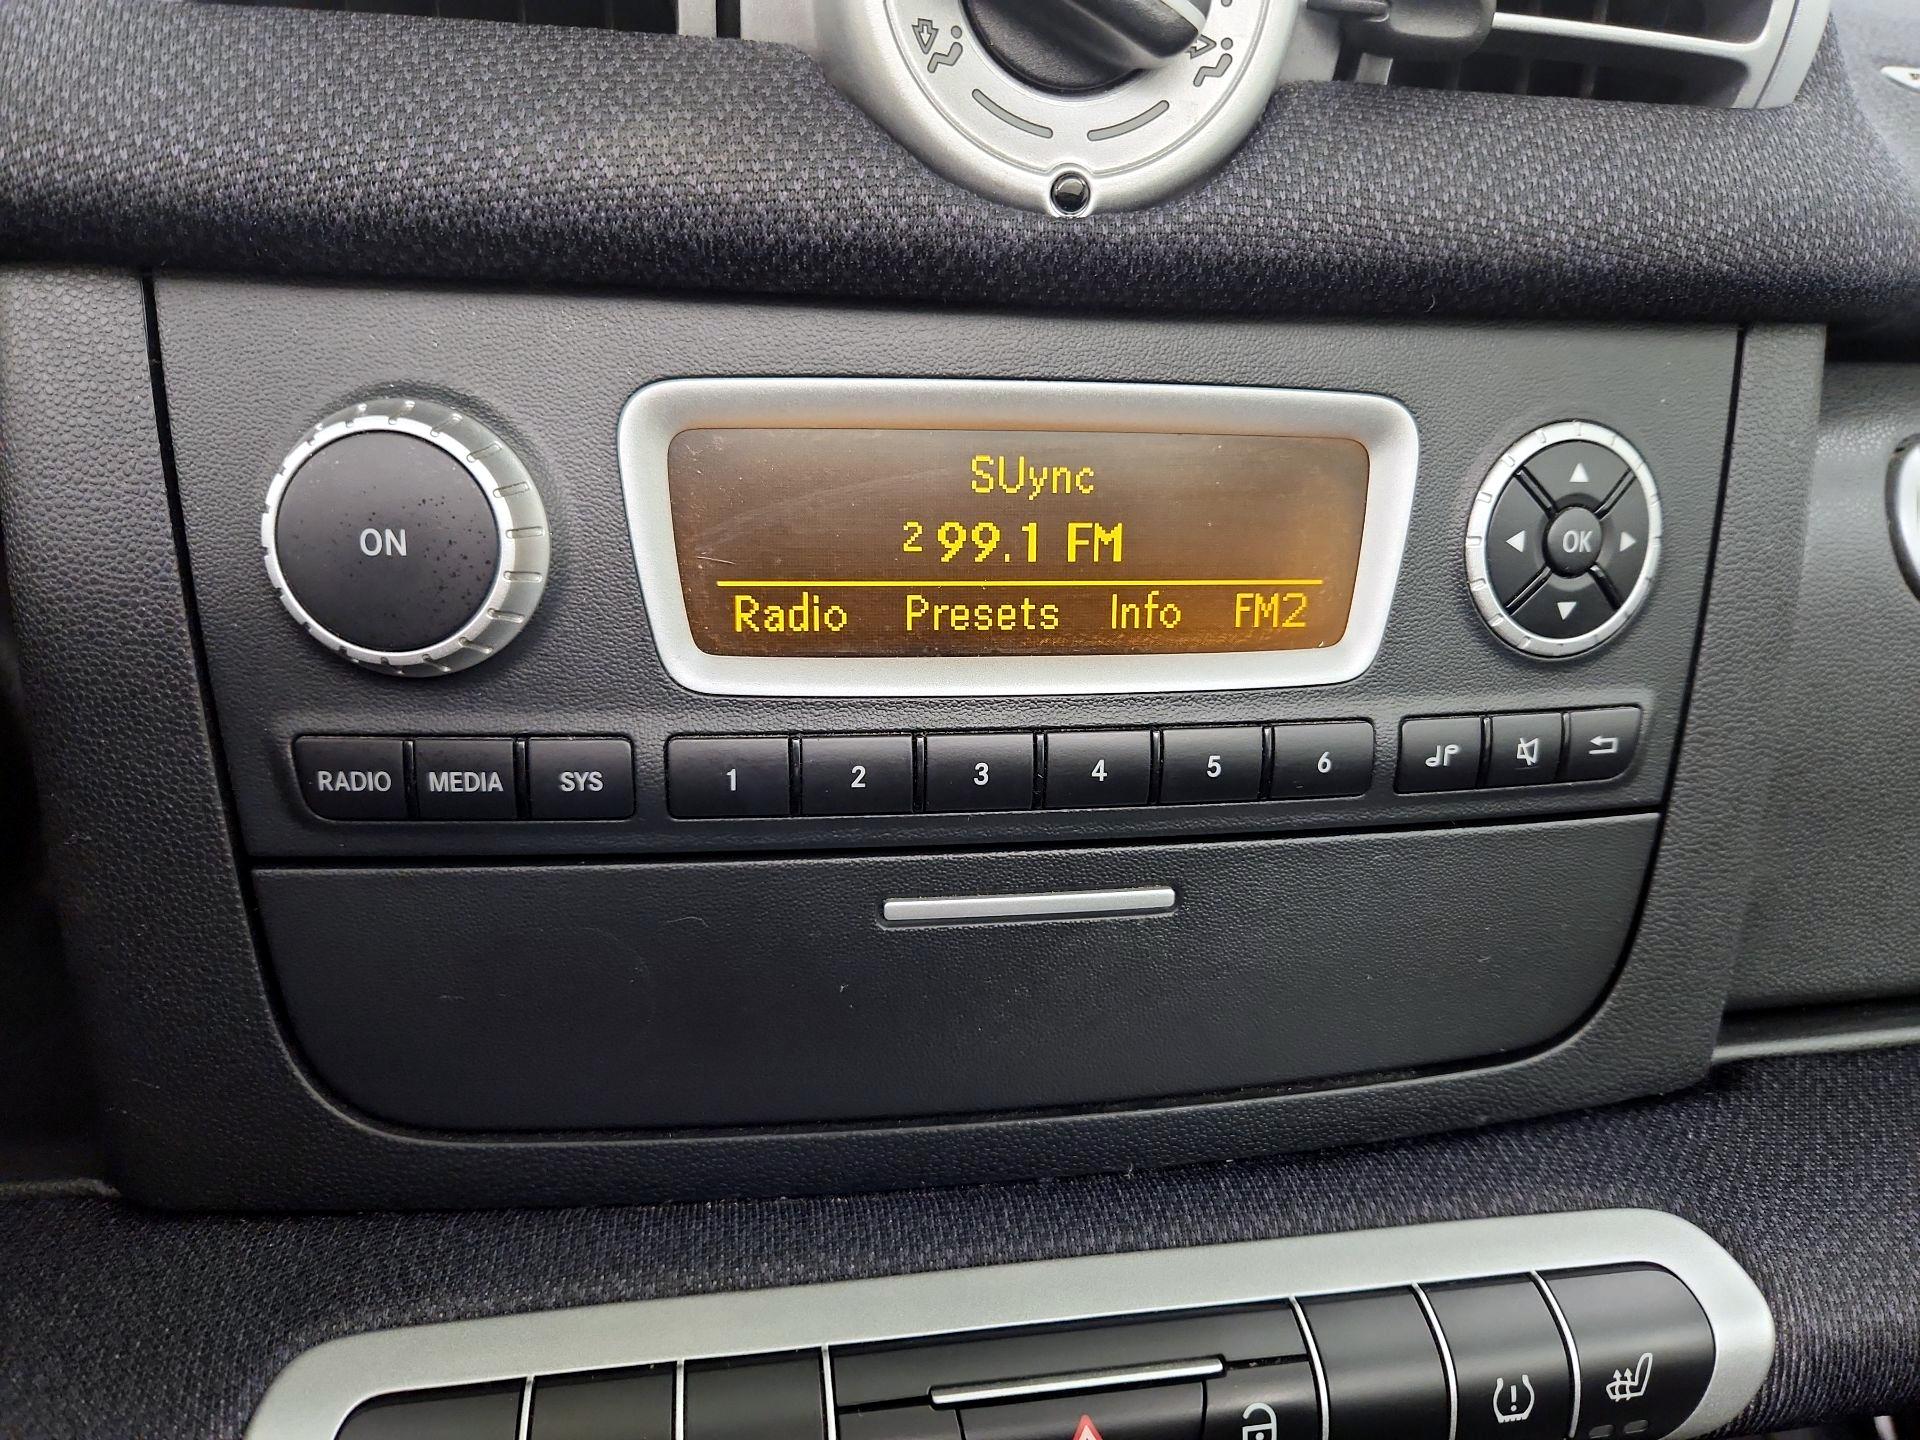 SUync
2 99.1 FM
Radio Presets Info FM2
ON
OK
RADIO MEDIA SYS 1 2 3 4 5 6